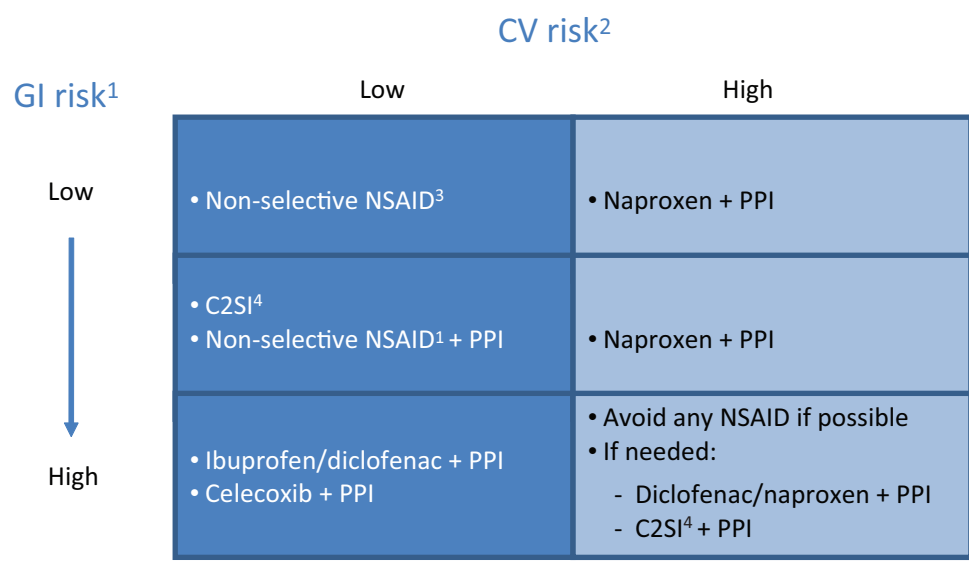 CV risk²
GI risk¹
Low High
Low
• Non-selective NSAID³
• Naproxen + PPI
• C2SI⁴
• Non-selective NSAID¹ + PPI
• Naproxen + PPI
High
• Ibuprofen/diclofenac + PPI
• Celecoxib + PPI
• Avoid any NSAID if possible
• If needed:
- Diclofenac/naproxen + PPI
- C2SI⁴ + PPI